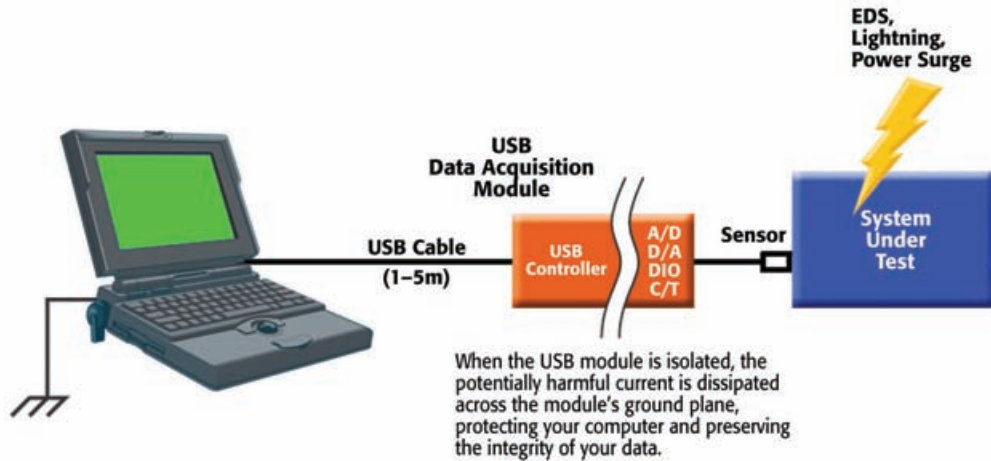 EDS,
Lightning,
Power Surge
USB
Data Acquisition
Module
USB Cable
(1–5m)
USB
Controller
A/D
D/A
DIO
C/T
Sensor
System
Under
Test
When the USB module is isolated, the
potentially harmful current is dissipated
across the module's ground plane,
protecting your computer and preserving
the integrity of your data.